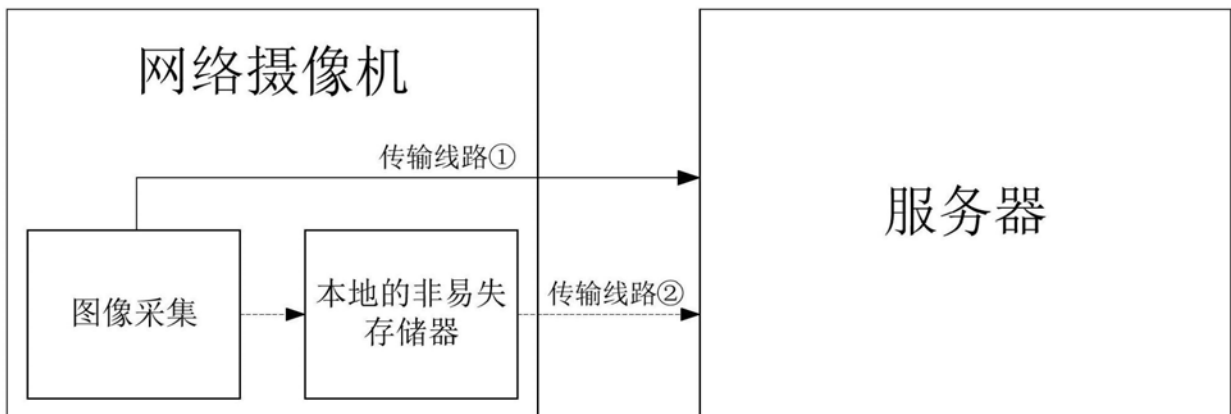 网络摄像机
传输线路①
服务器
图像采集
本地的非易失
存储器
传输线路②